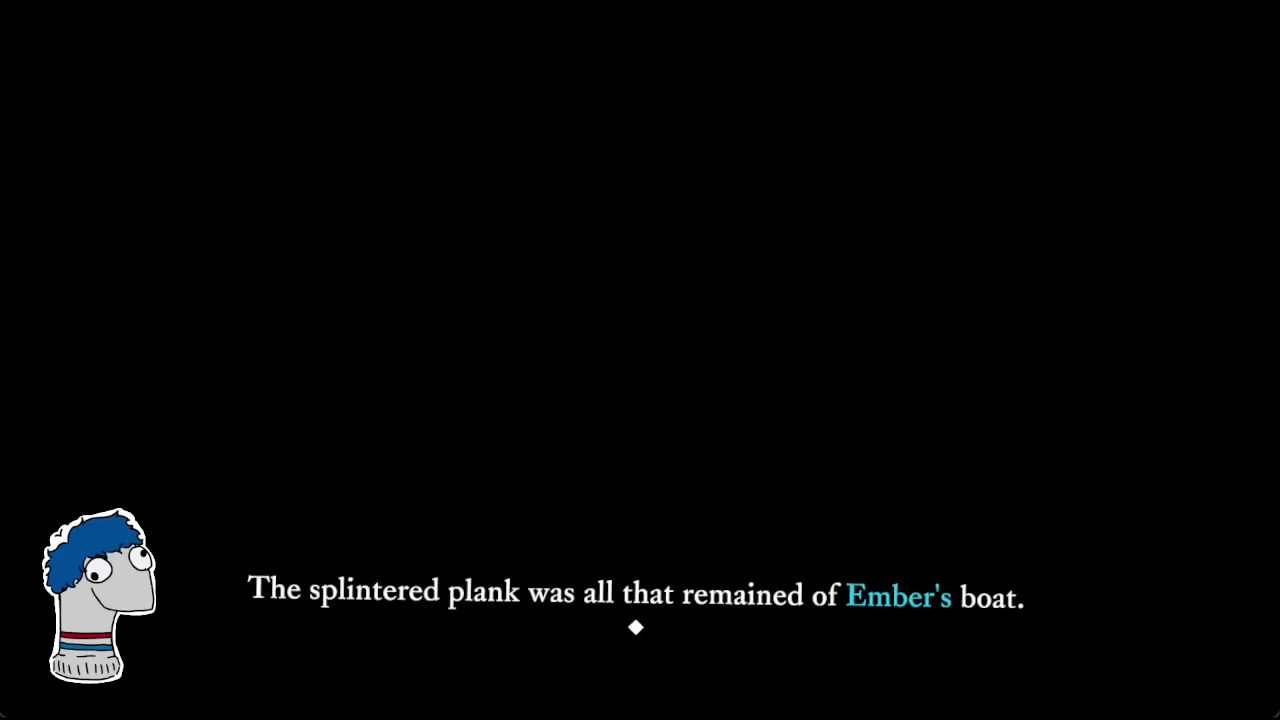 The splintered plank was all that remained of Ember's boat.